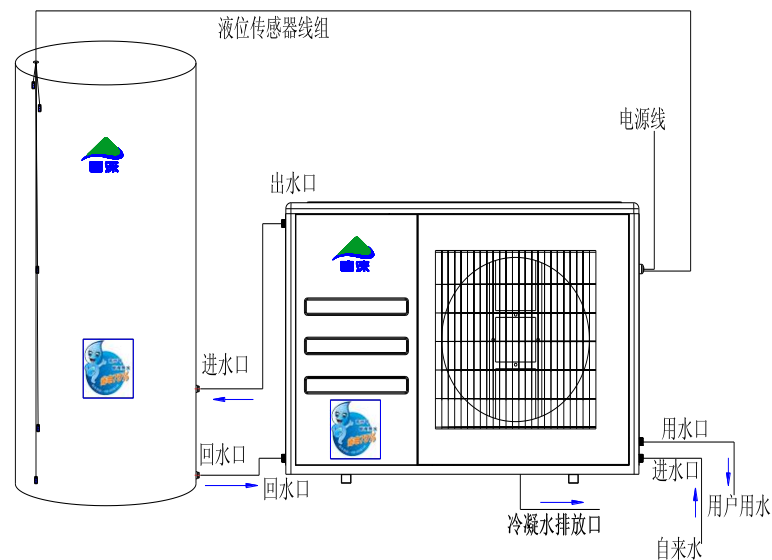 液位传感器线组
电源线
出水口
进水口
回水口
回水口
用水口
进水口
用户用水
冷凝水排放口
自来水